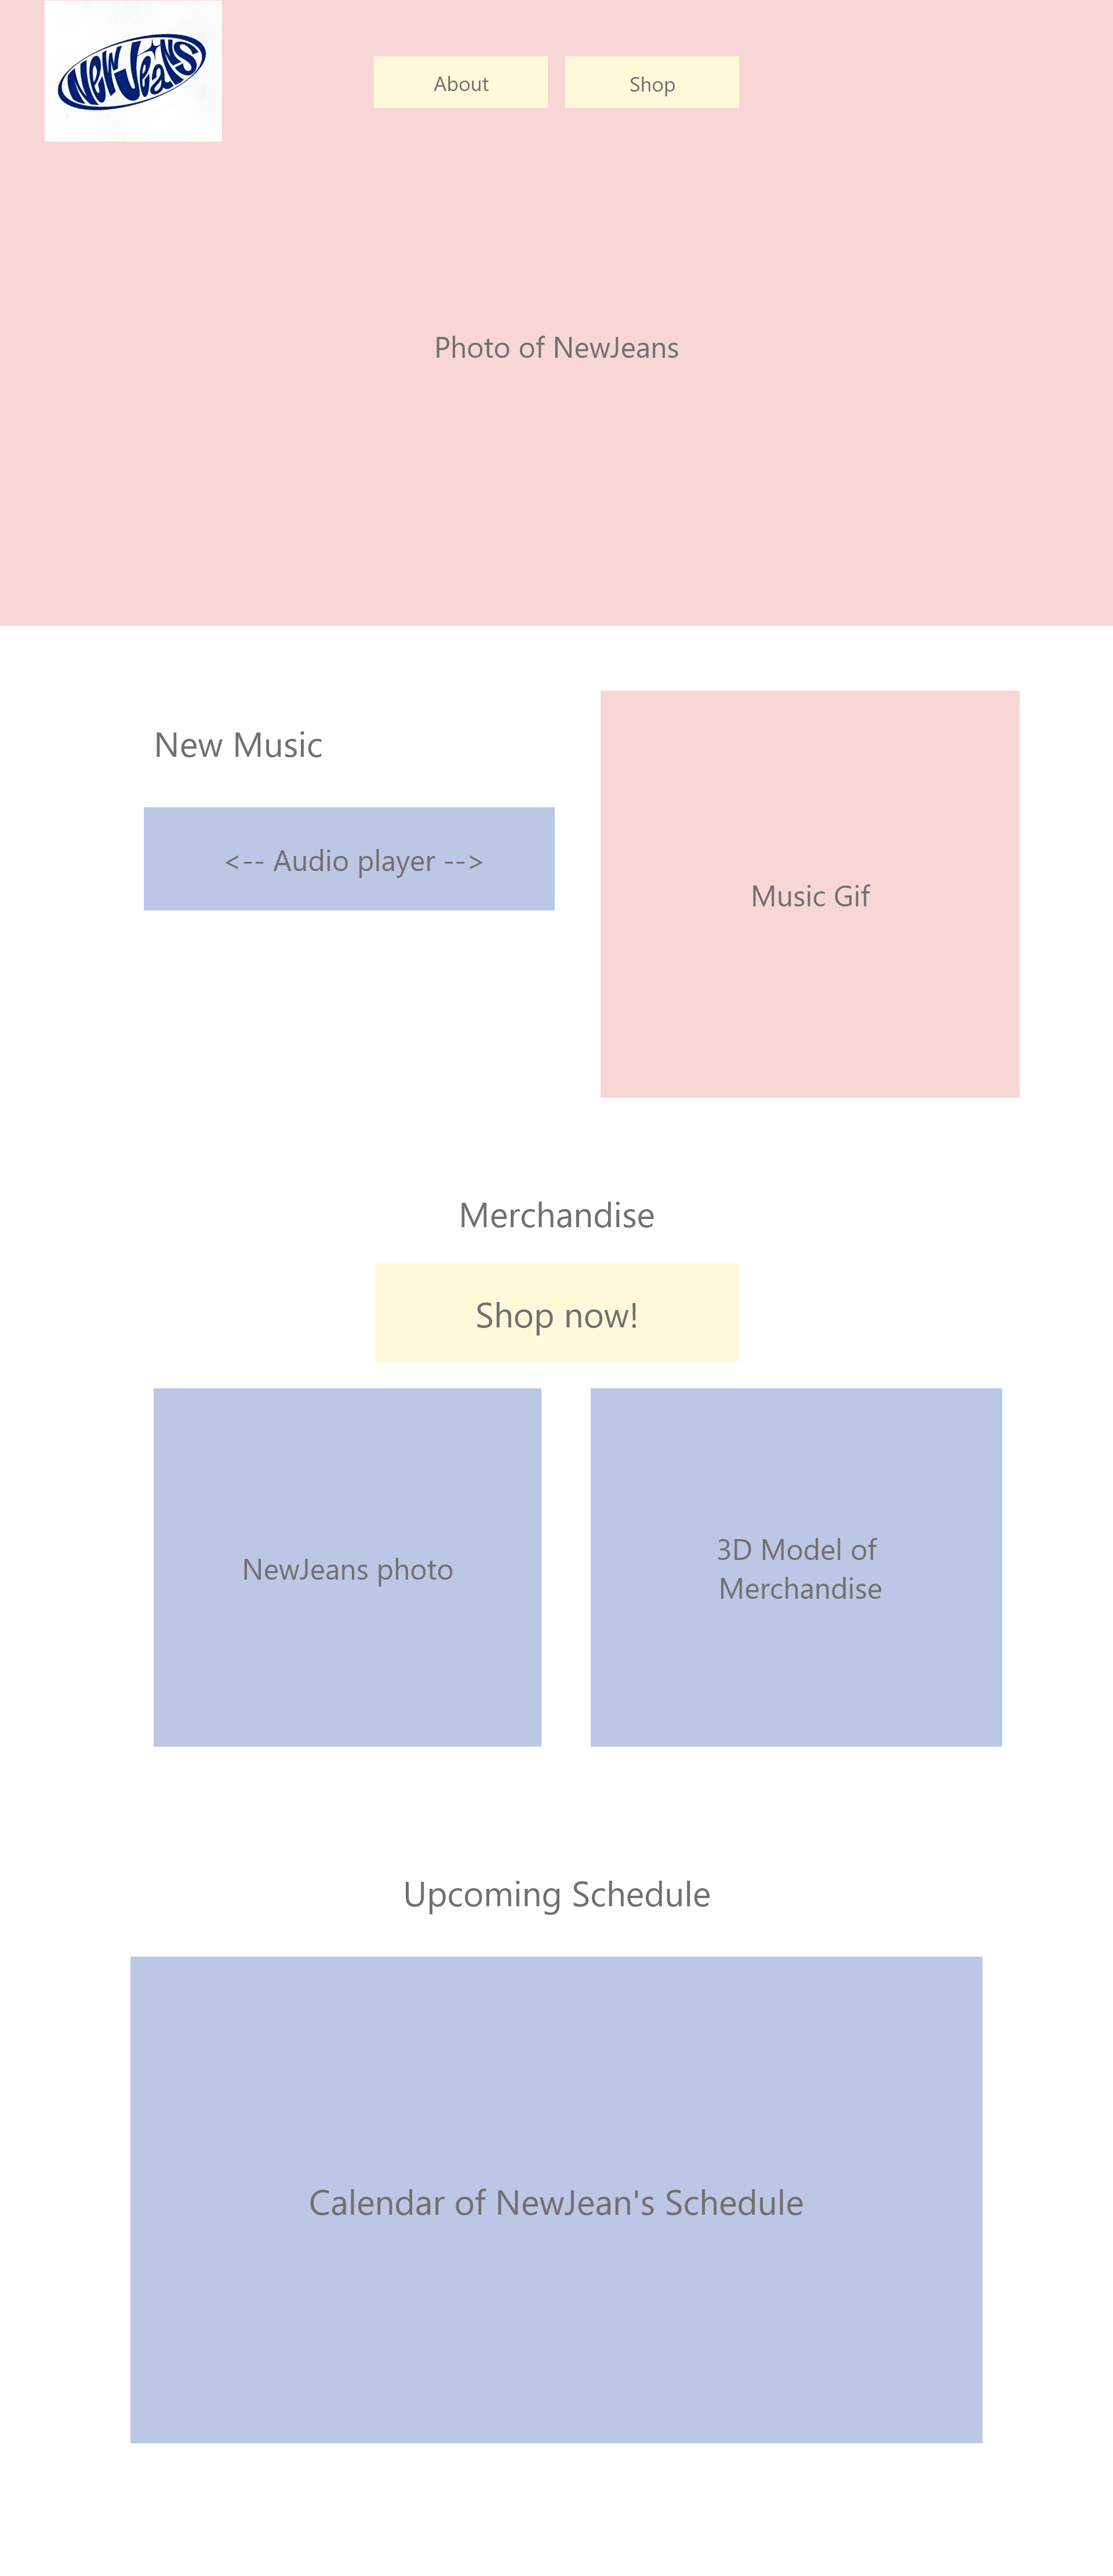 NewJeans
About
Shop
Photo of NewJeans
New Music
<-- Audio player -->
Music Gif
Merchandise
Shop now!
NewJeans photo
3D Model of
Merchandise
Upcoming Schedule
Calendar of NewJean's Schedule